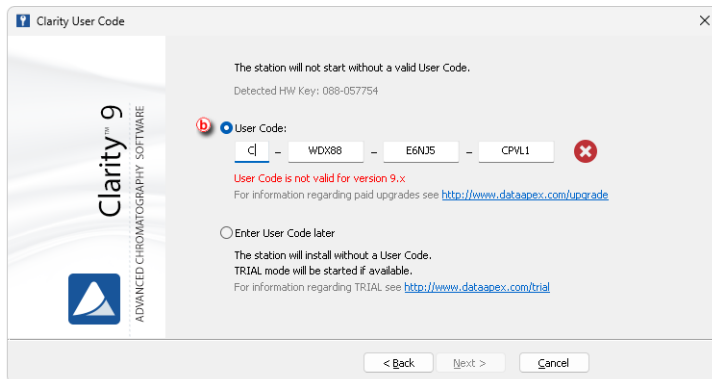 Clarity User Code
Clarity™ 9
ADVANCED CHROMATOGRAPHY SOFTWARE
The station will not start without a valid User Code.
Detected HW Key: 088-057754
b User Code:
C - WDX88 - E6NJ5 - CPVL1
User Code is not valid for version 9.x
For information regarding paid upgrades see http://www.dataapex.com/upgrade
Enter User Code later
The station will install without a User Code.
TRIAL mode will be started if available.
For information regarding TRIAL see http://www.dataapex.com/trial
< Back Next > Cancel